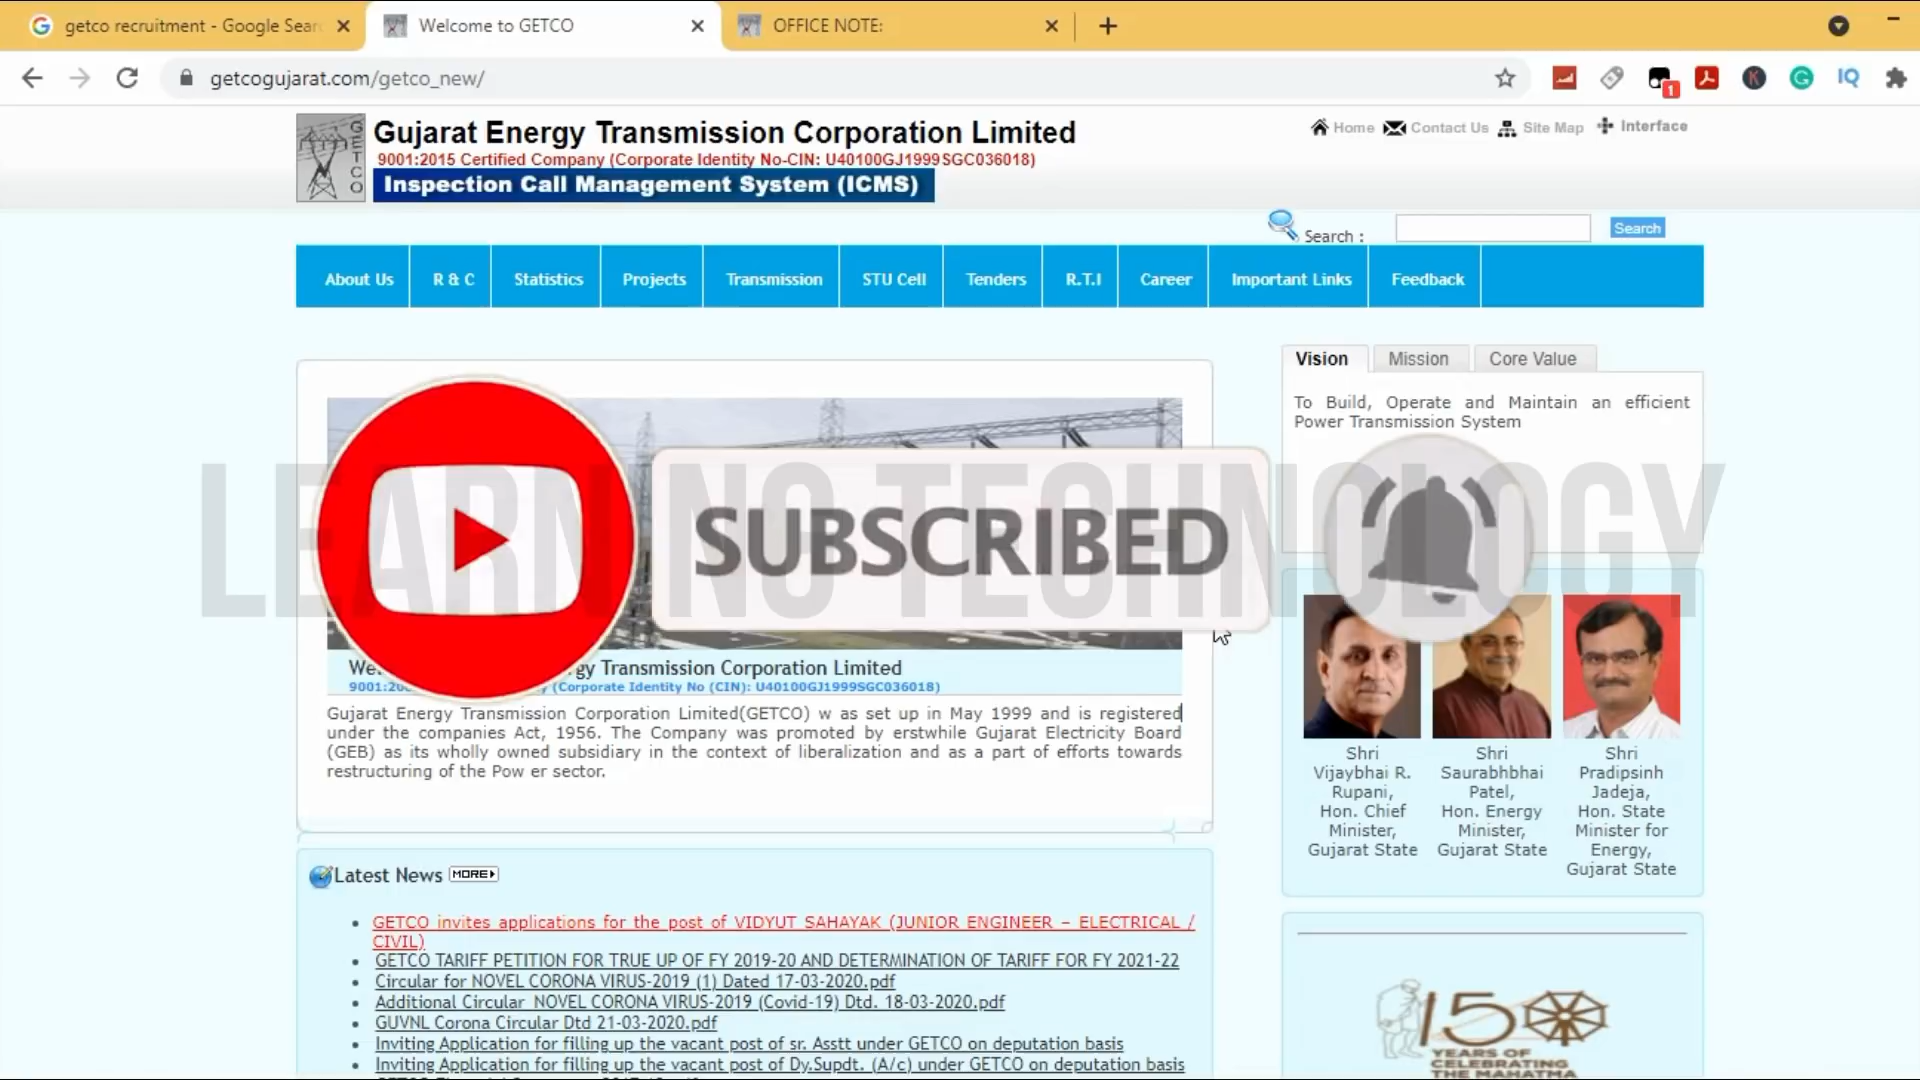 getco recruitment - Google Sear
Welcome to GETCO
OFFICE NOTE:
getcogujarat.com/getco_new/
1
K
G
IQ
GETCO
Gujarat Energy Transmission Corporation Limited
9001:2015 Certified Company (Corporate Identity No-CIN: U40100GJ1999SGC036018)
Inspection Call Management System (ICMS)
Home
Contact Us
Site Map
Interface
Search :
Search
About Us
R & C
Statistics
Projects
Transmission
STU Cell
Tenders
R.T.I
Career
Important Links
Feedback
Vision
Mission
Core Value
To Build, Operate and Maintain an efficient
Power Transmission System
LEARN NG TECHNOLOGY
SUBSCRIBED
We
gy Transmission Corporation Limited
9001:20
y (Corporate Identity No (CIN): U40100GJ1999SGC036018)
Gujarat Energy Transmission Corporation Limited(GETCO) w as set up in May 1999 and is registered
under the companies Act, 1956. The Company was promoted by erstwhile Gujarat Electricity Board
(GEB) as its wholly owned subsidiary in the context of liberalization and as a part of efforts towards
restructuring of the Pow er sector.
Shri
Vijaybhai R.
Rupani,
Hon. Chief
Minister,
Gujarat State
Shri
Saurabhbhai
Patel,
Hon. Energy
Minister,
Gujarat State
Shri
Pradipsinh
Jadeja,
Hon. State
Minister for
Energy,
Gujarat State
Latest News
MORE
GETCO invites applications for the post of VIDYUT SAHAYAK (JUNIOR ENGINEER – ELECTRICAL /
CIVIL)
GETCO TARIFF PETITION FOR TRUE UP OF FY 2019-20 AND DETERMINATION OF TARIFF FOR FY 2021-22
Circular for NOVEL CORONA VIRUS-2019 (1) Dated 17-03-2020.pdf
Additional Circular NOVEL CORONA VIRUS-2019 (Covid-19) Dtd. 18-03-2020.pdf
GUVNL Corona Circular Dtd 21-03-2020.pdf
Inviting Application for filling up the vacant post of sr. Asstt under GETCO on deputation basis
Inviting Application for filling up the vacant post of Dy.Supdt. (A/c) under GETCO on deputation basis
150
YEARS OF
CELEBRATING
THE MAHATMA